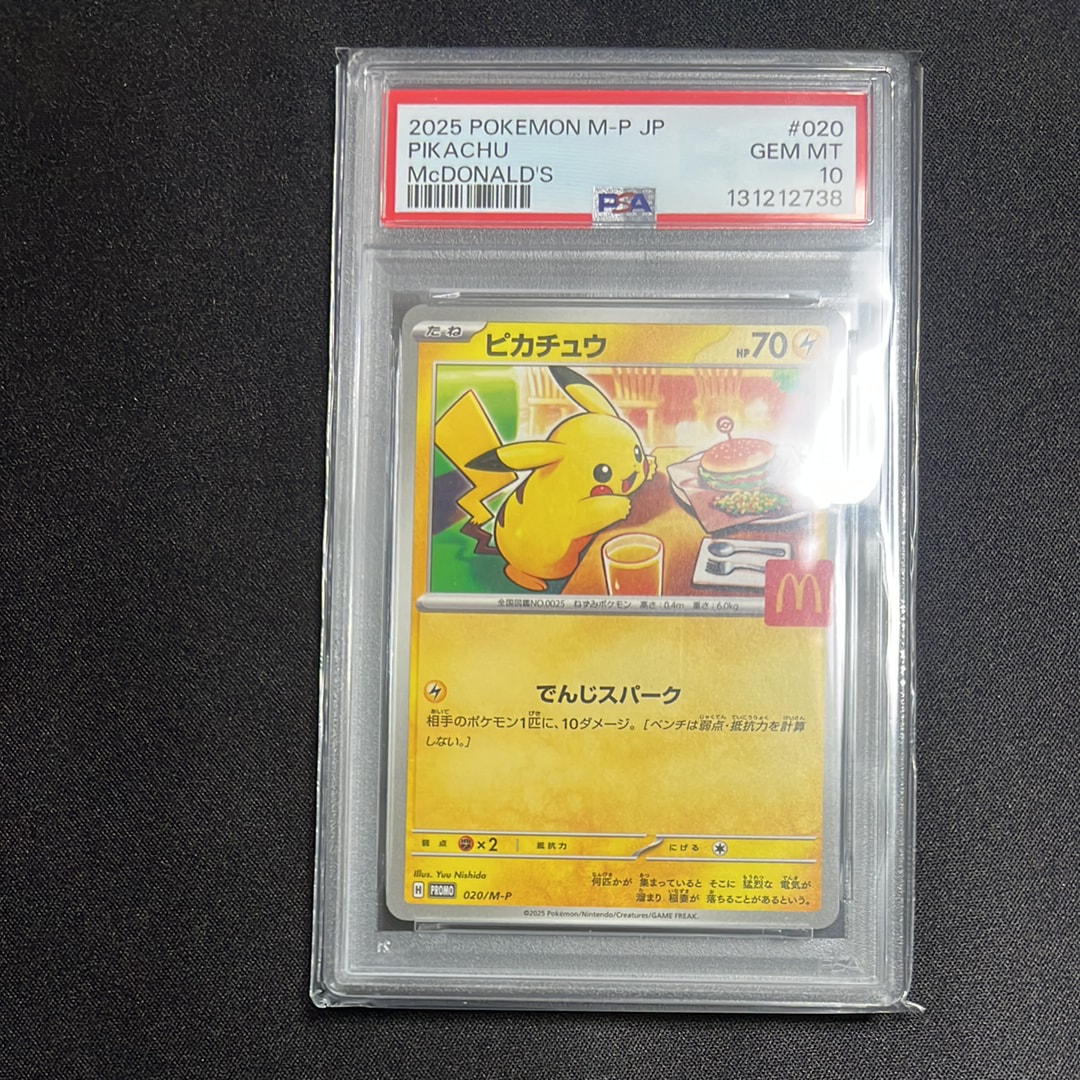 2025 POKEMON M-P JP #020
PIKACHU GEM MT
McDONALD'S 10
PSA 131212738
たね ピカチュウ HP70
全国図鑑NO.0025 ねずみポケモン 高さ:0.4m 重さ:6.0kg
M
でんじスパーク
相手のポケモン1匹に、10ダメージ。[ベンチは弱点・抵抗力を計算
しない。]
弱点 ×2 抵抗力 にげる
Illus. Yuu Nishida
何匹かが 集まっていると そこに 猛烈な 電気が
H PROMO 020/M-P 溜まり 稲妻が 落ちることがあるという。
©2025 Pokémon/Nintendo/Creatures/GAME FREAK.